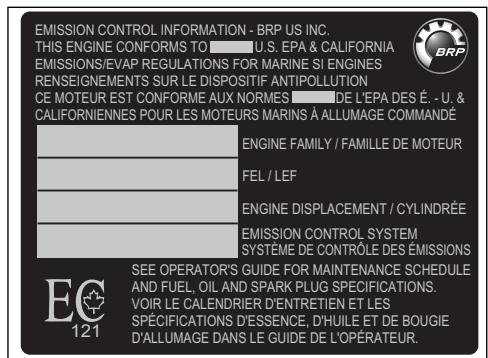 EMISSION CONTROL INFORMATION - BRP US INC.
THIS ENGINE CONFORMS TO U.S. EPA & CALIFORNIA
EMISSIONS/EVAP REGULATIONS FOR MARINE SI ENGINES
RENSEIGNEMENTS SUR LE DISPOSITIF ANTIPOLLUTION
CE MOTEUR EST CONFORME AUX NORMES DE L'EPA DES É. - U. &
CALIFORNIENNES POUR LES MOTEURS MARINS À ALLUMAGE COMMANDÉ
BRP
ENGINE FAMILY / FAMILLE DE MOTEUR
FEL / LEF
ENGINE DISPLACEMENT / CYLINDRÉE
EMISSION CONTROL SYSTEM
SYSTÈME DE CONTRÔLE DES ÉMISSIONS
SEE OPERATOR'S GUIDE FOR MAINTENANCE SCHEDULE
AND FUEL, OIL AND SPARK PLUG SPECIFICATIONS.
VOIR LE CALENDRIER D'ENTRETIEN ET LES
SPÉCIFICATIONS D'ESSENCE, D'HUILE ET DE BOUGIE
D'ALLUMAGE DANS LE GUIDE DE L'OPÉRATEUR.
EC
121